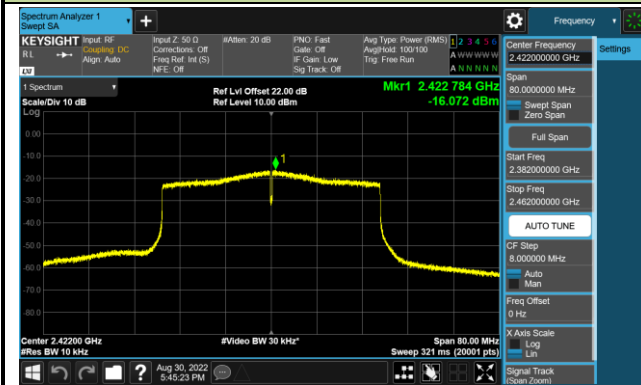 Spectrum Analyzer 1
Swept SA
+
Frequency
KEYSIGHT
RL
LXI
Input: RF
Coupling: DC
Align: Auto
Input Z: 50 Ω
Corrections: Off
Freq Ref: Int (S)
NFE: Off
#Atten: 20 dB
PNO: Fast
Gate: Off
IF Gain: Low
Sig Track: Off
Avg Type: Power (RMS)
Avg|Hold: 100/100
Trig: Free Run
1 2 3 4 5 6
A W W W W W
A N N N N N
1 Spectrum
Scale/Div 10 dB
Log
Ref Lvl Offset 22.00 dB
Ref Level 10.00 dBm
Mkr1 2.422 784 GHz
-16.072 dBm
1
0.00
-10.0
-20.0
-30.0
-40.0
-50.0
-60.0
-70.0
-80.0
Center 2.42200 GHz
#Res BW 10 kHz
#Video BW 30 kHz*
Span 80.00 MHz
Sweep 321 ms (20001 pts)
Center Frequency
2.422000000 GHz
Settings
Span
80.0000000 MHz
Swept Span
Zero Span
Full Span
Start Freq
2.382000000 GHz
Stop Freq
2.462000000 GHz
AUTO TUNE
CF Step
8.000000 MHz
Auto
Man
Freq Offset
0 Hz
X Axis Scale
Log
Lin
Signal Track
(Span Zoom)
?
Aug 30, 2022
5:45:23 PM